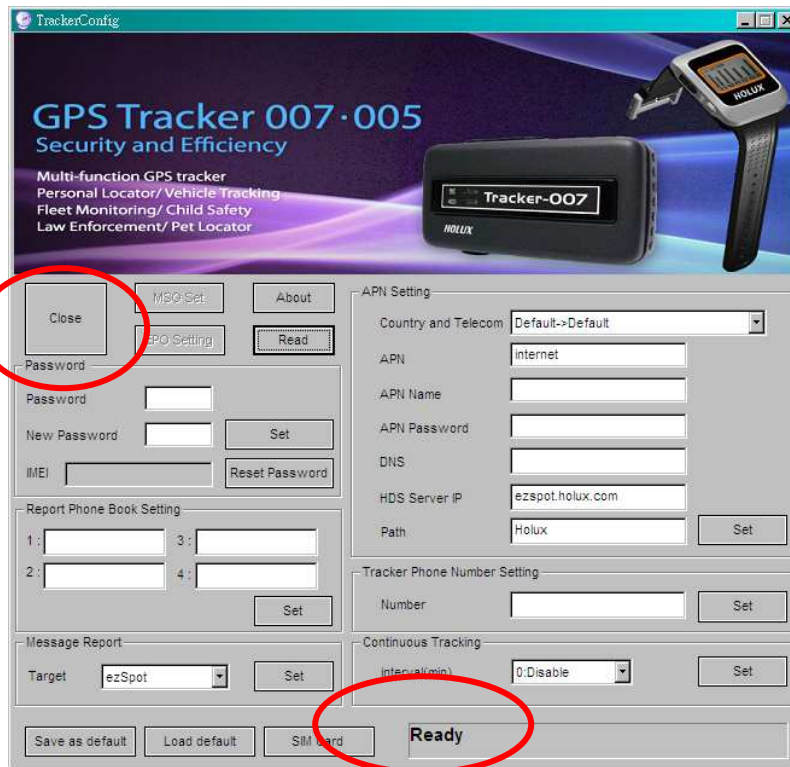 TrackerConfig
GPS Tracker 007·005
Security and Efficiency
Multi-function GPS tracker
Personal Locator/ Vehicle Tracking
Fleet Monitoring/ Child Safety
Law Enforcement/ Pet Locator
Tracker-007
HOLUX
HOLUX
Close
MSG Set
About
EPO Setting
Read
Password
Password
New Password
Set
IMEI
Reset Password
Report Phone Book Setting
1 :
3 :
2 :
4 :
Set
Message Report
Target
ezSpot
Set
APN Setting
Country and Telecom
Default->Default
APN
internet
APN Name
APN Password
DNS
HDS Server IP
ezspot.holux.com
Path
Holux
Set
Tracker Phone Number Setting
Number
Set
Continuous Tracking
interval(min)
0:Disable
Set
Save as default
Load default
SIM Card
Ready